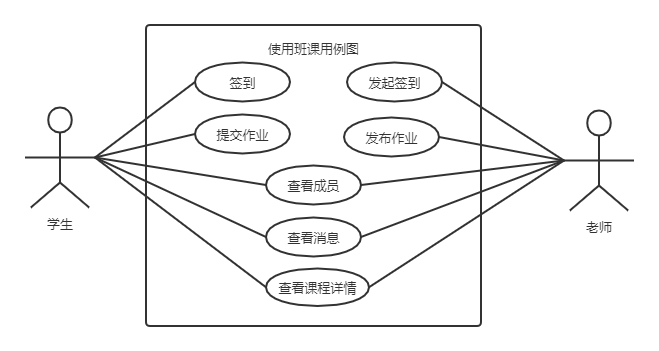 使用班课用例图
签到
发起签到
提交作业
发布作业
查看成员
学生
老师
查看消息
查看课程详情